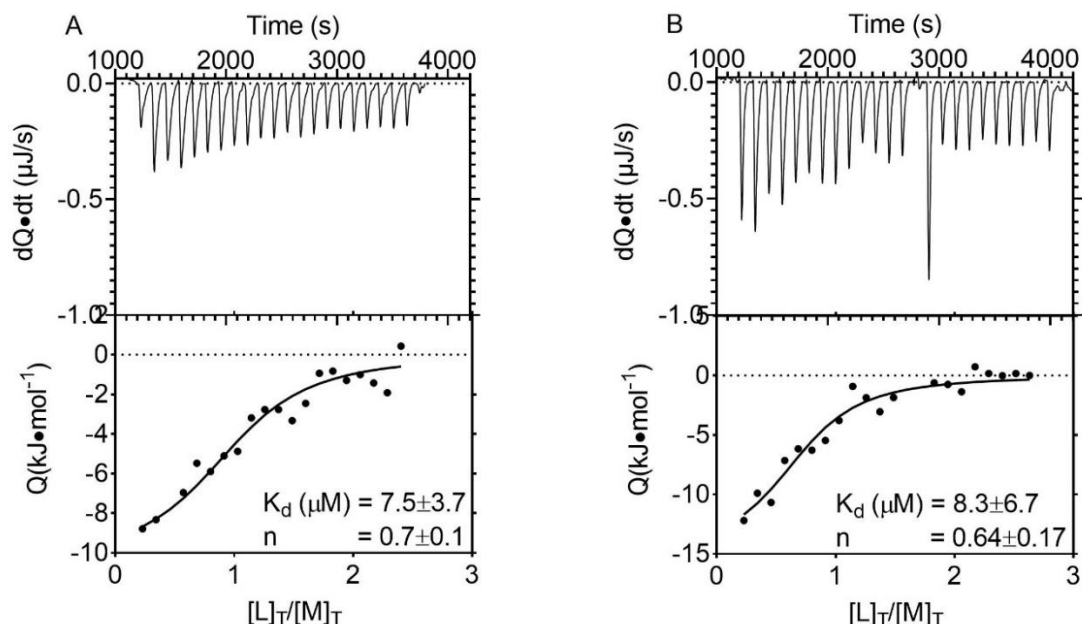 A
Time (s)
1000 2000 3000 4000
0.0
-0.5
-1.0
dQ●dt (µJ/s)
2
0
-2
-4
-6
-8
-10
Q(kJ●mol⁻¹)
K_d (µM) = 7.5±3.7
n = 0.7±0.1
0 1 2 3
[L]_T/[M]_T
B
Time (s)
1000 2000 3000 4000
0.0
-0.5
-1.0
dQ●dt (µJ/s)
5
0
-5
-10
-15
Q(kJ●mol⁻¹)
K_d (µM) = 8.3±6.7
n = 0.64±0.17
0 1 2 3
[L]_T/[M]_T